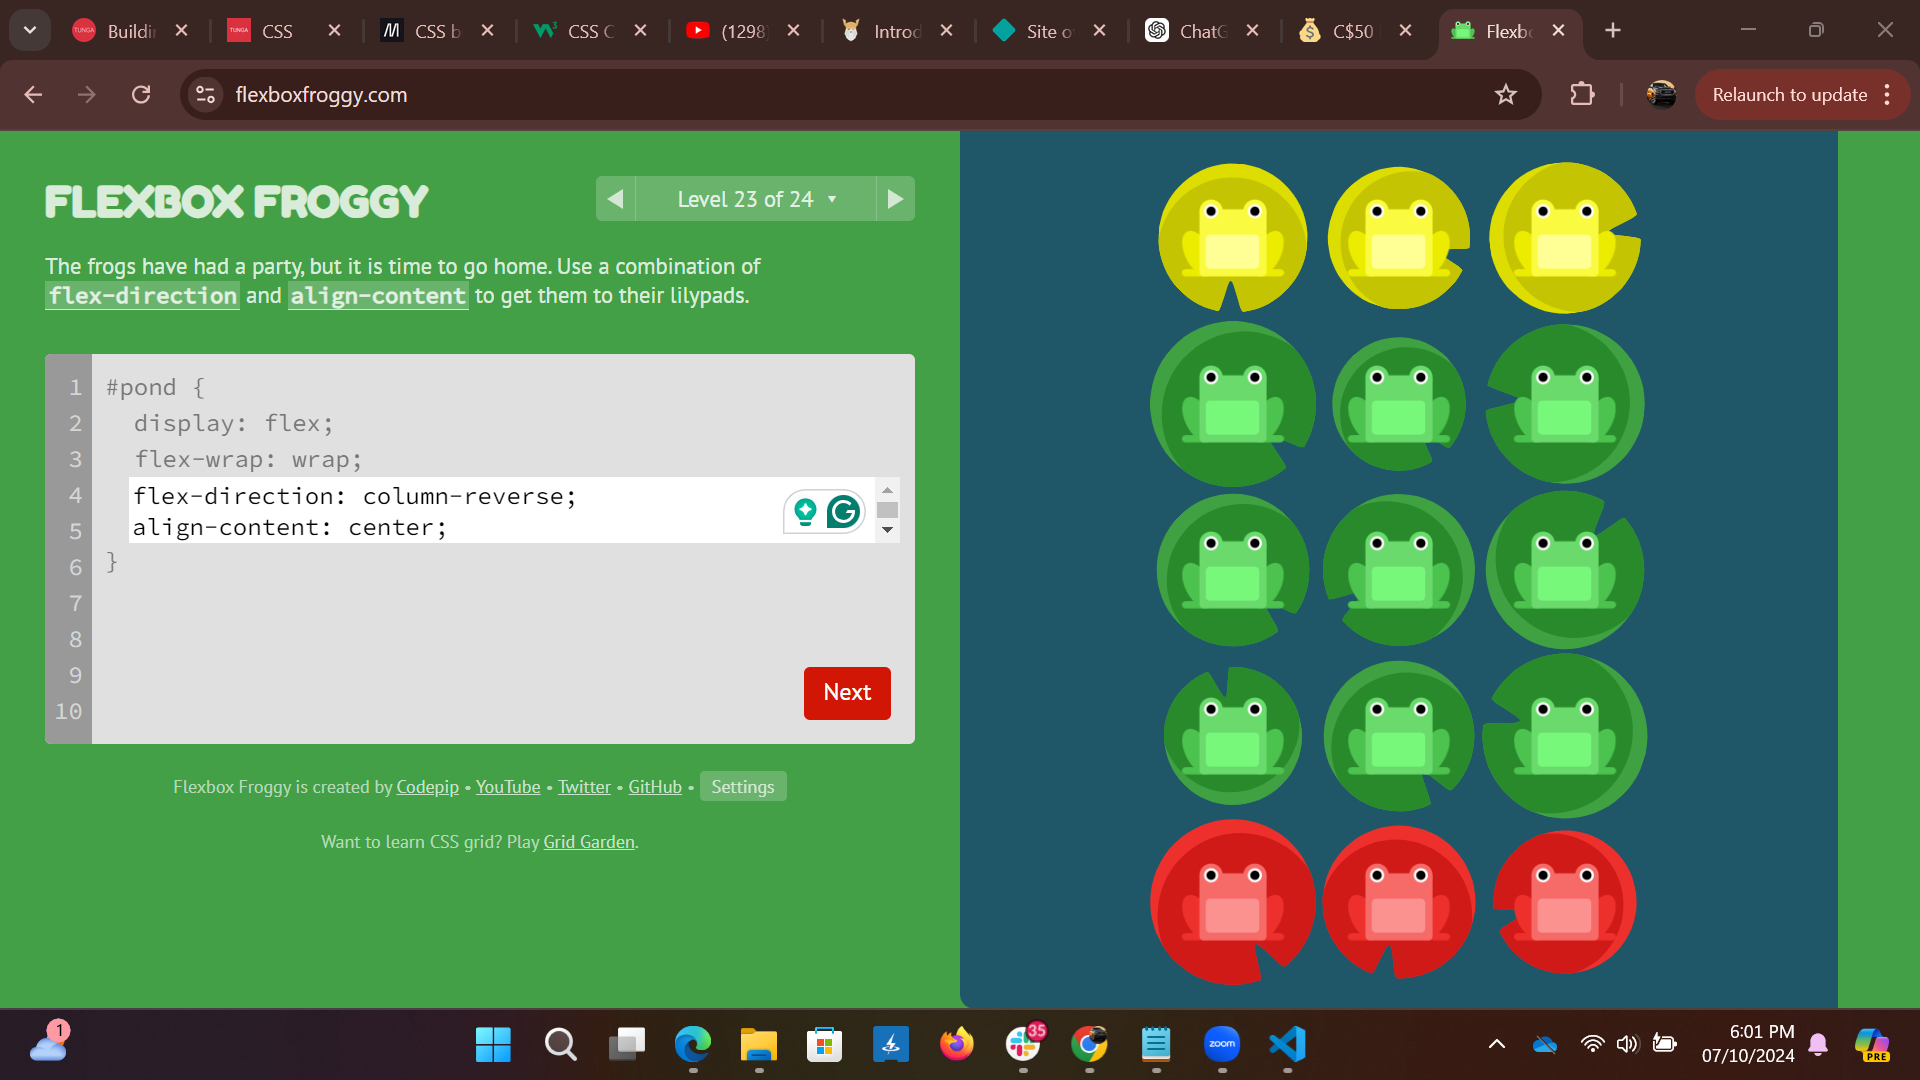 Buildin
CSS
CSS b
CSS C
(1298)
Introd
Site o
ChatG
C$50
Flexbo
flexboxfroggy.com
Relaunch to update
FLEXBOX FROGGY
Level 23 of 24 ▼
The frogs have had a party, but it is time to go home. Use a combination of
flex-direction and align-content to get them to their lilypads.
1 #pond {
2 display: flex;
3 flex-wrap: wrap;
4 flex-direction: column-reverse;
5 align-content: center;
6 }
7
8
9
10
Next
Flexbox Froggy is created by Codepip • YouTube • Twitter • GitHub • Settings
Want to learn CSS grid? Play Grid Garden.
1
35
zoom
6:01 PM
07/10/2024
PRE